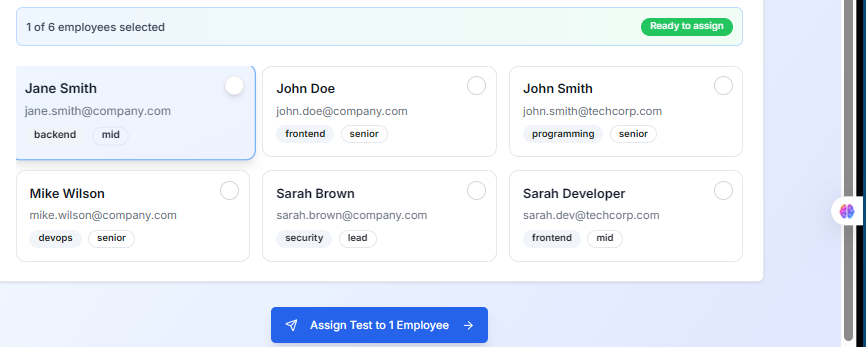 1 of 6 employees selected
Ready to assign
Jane Smith
jane.smith@company.com
backend
mid
John Doe
john.doe@company.com
frontend
senior
John Smith
john.smith@techcorp.com
programming
senior
Mike Wilson
mike.wilson@company.com
devops
senior
Sarah Brown
sarah.brown@company.com
security
lead
Sarah Developer
sarah.dev@techcorp.com
frontend
mid
Assign Test to 1 Employee